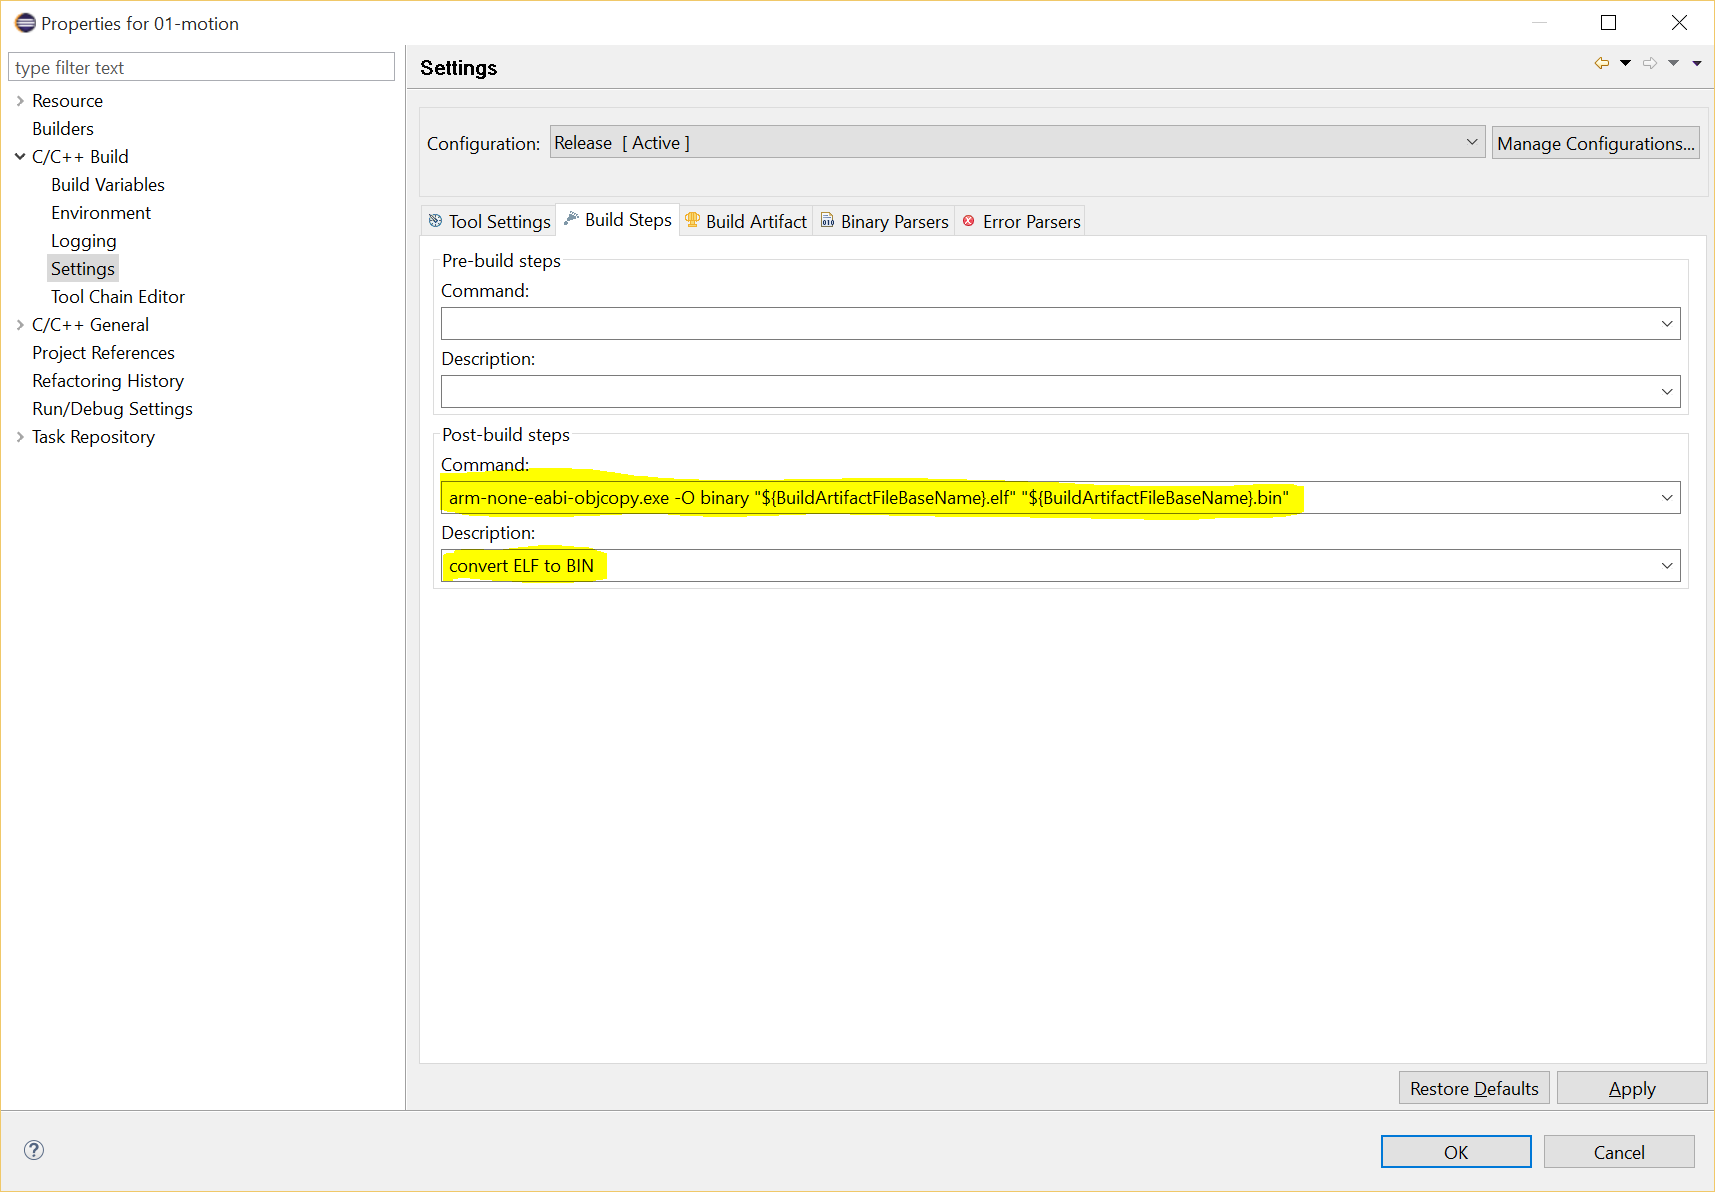 Properties for 01-motion
type filter text
Resource
Builders
C/C++ Build
Build Variables
Environment
Logging
Settings
Tool Chain Editor
C/C++ General
Project References
Refactoring History
Run/Debug Settings
Task Repository
Settings
Configuration: Release [ Active ] Manage Configurations...
Tool Settings Build Steps Build Artifact Binary Parsers Error Parsers
Pre-build steps
Command:
Description:
Post-build steps
Command:
arm-none-eabi-objcopy.exe -O binary "${BuildArtifactFileBaseName}.elf" "${BuildArtifactFileBaseName}.bin"
Description:
convert ELF to BIN
Restore Defaults Apply
OK Cancel